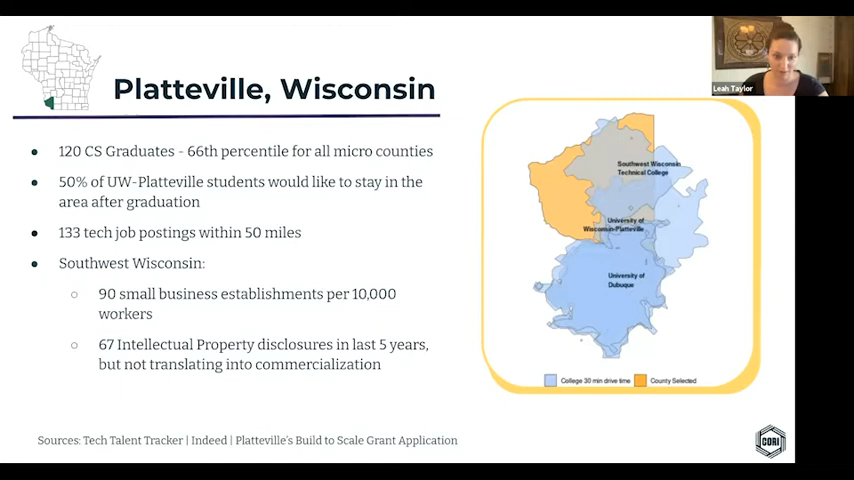 Platteville, Wisconsin
Leah Taylor
● 120 CS Graduates - 66th percentile for all micro counties
● 50% of UW-Platteville students would like to stay in the
area after graduation
● 133 tech job postings within 50 miles
● Southwest Wisconsin:
○ 90 small business establishments per 10,000
workers
○ 67 Intellectual Property disclosures in last 5 years,
but not translating into commercialization
Southwest Wisconsin
Technical College
University of
Wisconsin-Platteville
University of
Dubuque
College 30 min drive time
County Selected
Sources: Tech Talent Tracker | Indeed | Platteville's Build to Scale Grant Application
CORI